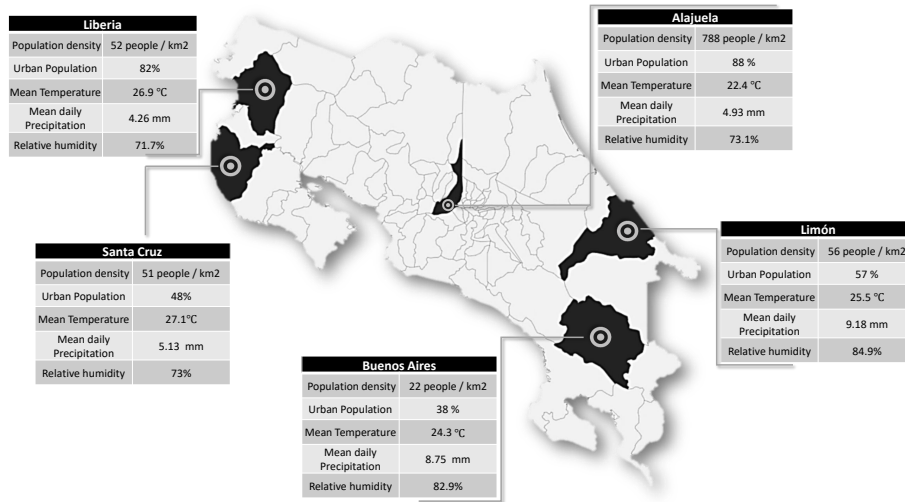 Liberia
Population density 52 people / km2
Urban Population 82%
Mean Temperature 26.9 ℃
Mean daily
Precipitation 4.26 mm
Relative humidity 71.7%
Alajuela
Population density 788 people / km2
Urban Population 88 %
Mean Temperature 22.4 ℃
Mean daily
Precipitation 4.93 mm
Relative humidity 73.1%
Santa Cruz
Population density 51 people / km2
Urban Population 48%
Mean Temperature 27.1℃
Mean daily
Precipitation 5.13 mm
Relative humidity 73%
Limón
Population density 56 people / km2
Urban Population 57 %
Mean Temperature 25.5 ℃
Mean daily
Precipitation 9.18 mm
Relative humidity 84.9%
Buenos Aires
Population density 22 people / km2
Urban Population 38 %
Mean Temperature 24.3 ℃
Mean daily
Precipitation 8.75 mm
Relative humidity 82.9%